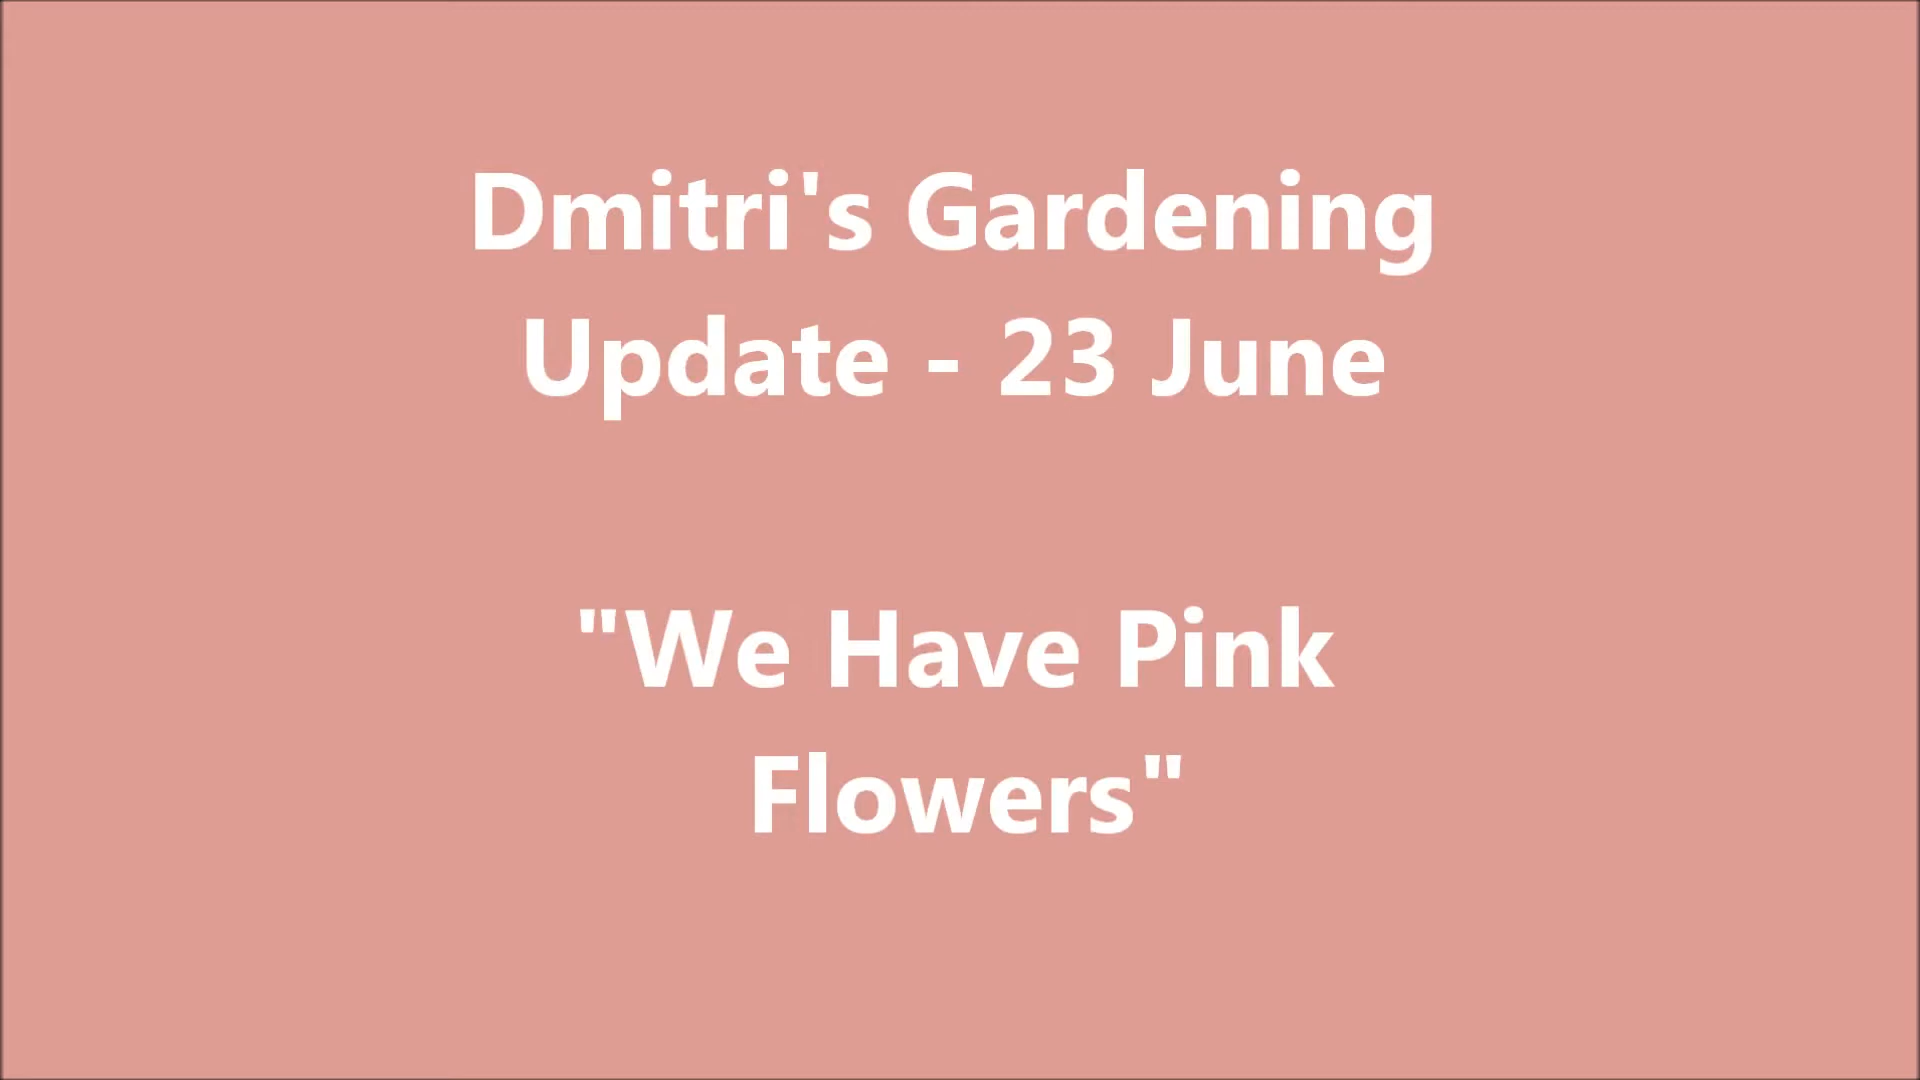 Dmitri's Gardening
Update - 23 June
"We Have Pink
Flowers"